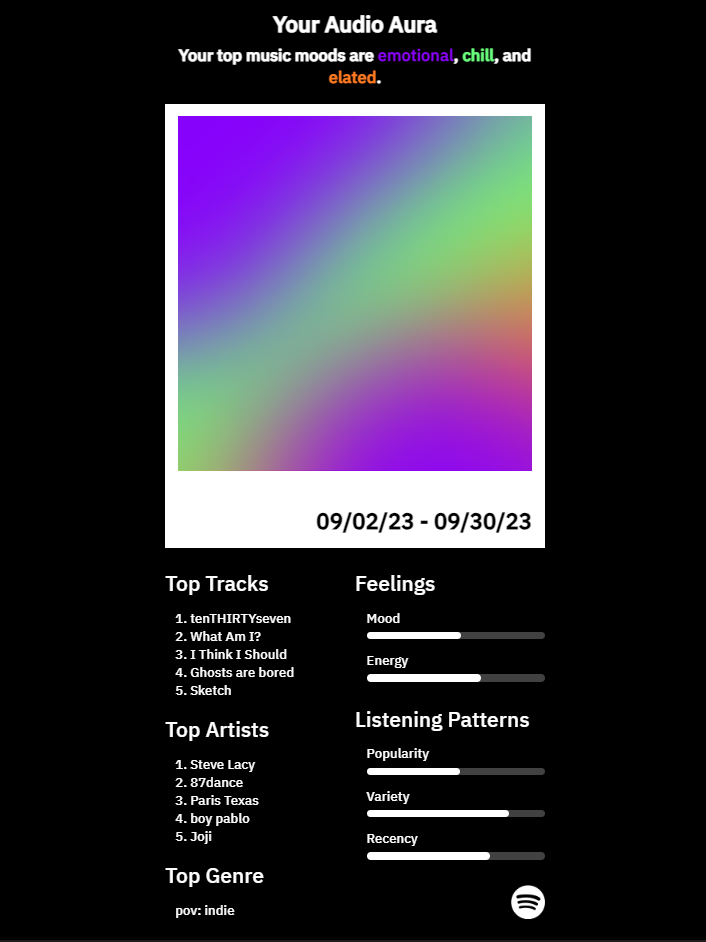 Your Audio Aura
Your top music moods are emotional, chill, and
elated.
09/02/23 - 09/30/23
Top Tracks
1. tenTHIRTYseven
2. What Am I?
3. I Think I Should
4. Ghosts are bored
5. Sketch
Top Artists
1. Steve Lacy
2. 87dance
3. Paris Texas
4. boy pablo
5. Joji
Top Genre
pov: indie
Feelings
Mood
Energy
Listening Patterns
Popularity
Variety
Recency